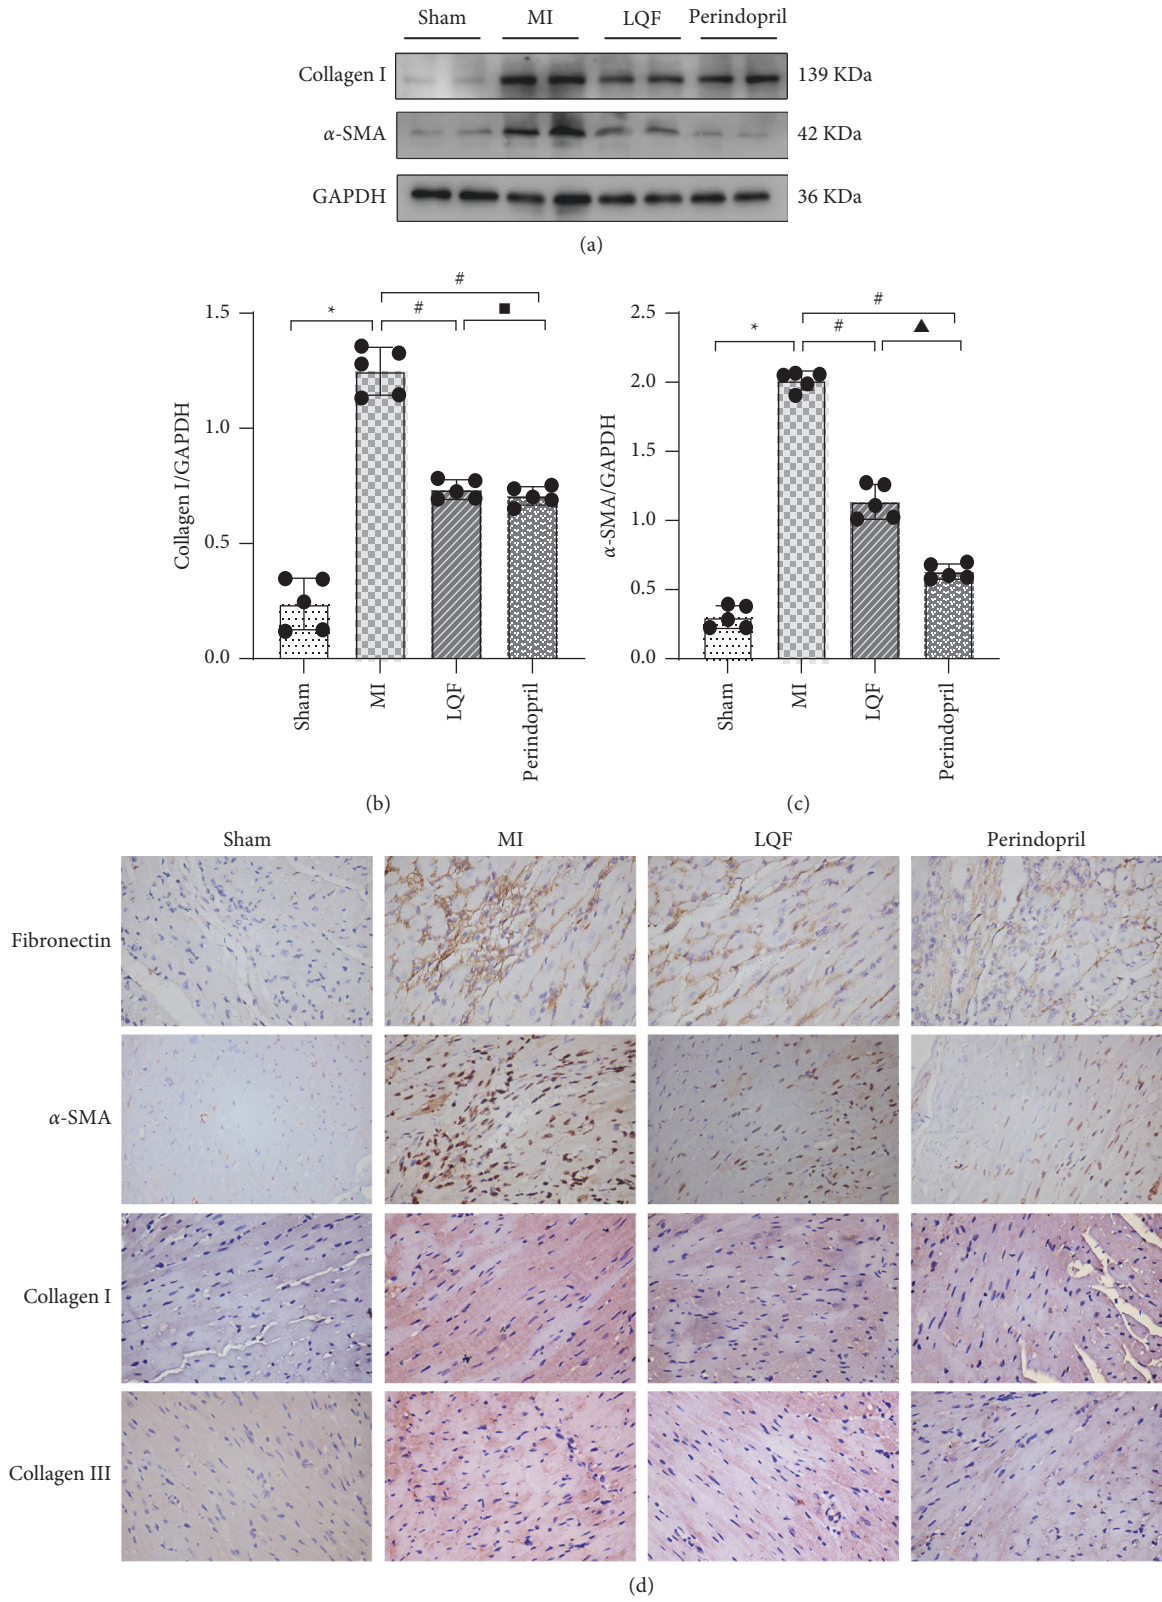 Sham MI LQF Perindopril
Collagen I 139 KDa
α-SMA 42 KDa
GAPDH 36 KDa
(a)
# #
* # ■ * # ▲
1.5 2.5
2.0
1.0 1.5
Collagen I/GAPDH α-SMA/GAPDH
1.0
0.5
0.5
0.0 0.0
Sham MI LQF Perindopril Sham MI LQF Perindopril
(b) (c)
Sham MI LQF Perindopril
Fibronectin
α-SMA
Collagen I
Collagen III
(d)